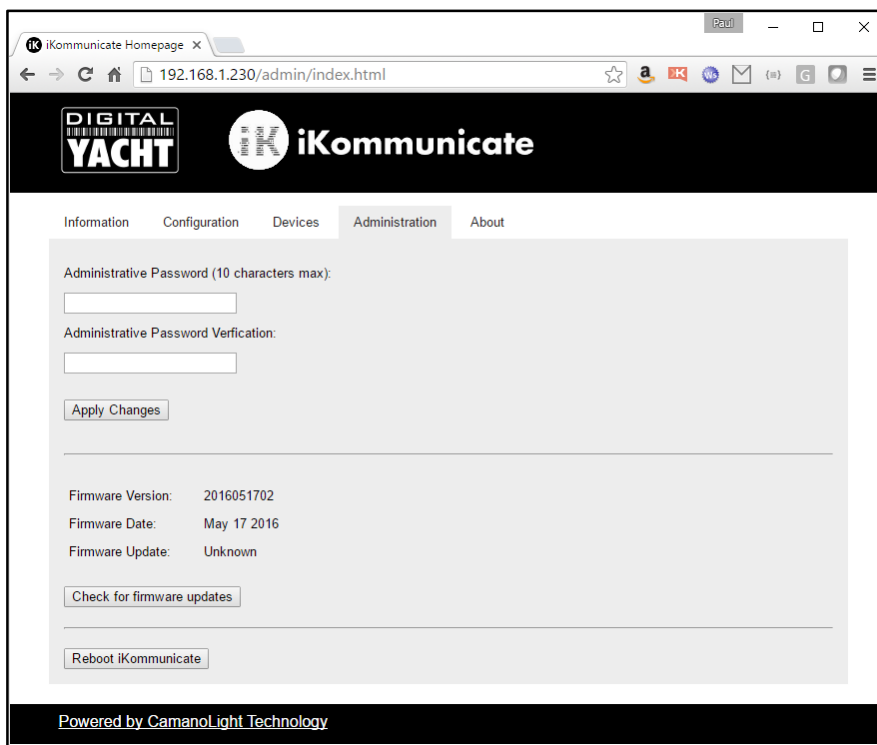 Paul
iKommunicate Homepage
192.168.1.230/admin/index.html
DIGITAL
YACHT
iK iKommunicate
Information Configuration Devices Administration About
Administrative Password (10 characters max):
Administrative Password Verfication:
Apply Changes
Firmware Version: 2016051702
Firmware Date: May 17 2016
Firmware Update: Unknown
Check for firmware updates
Reboot iKommunicate
Powered by CamanoLight Technology